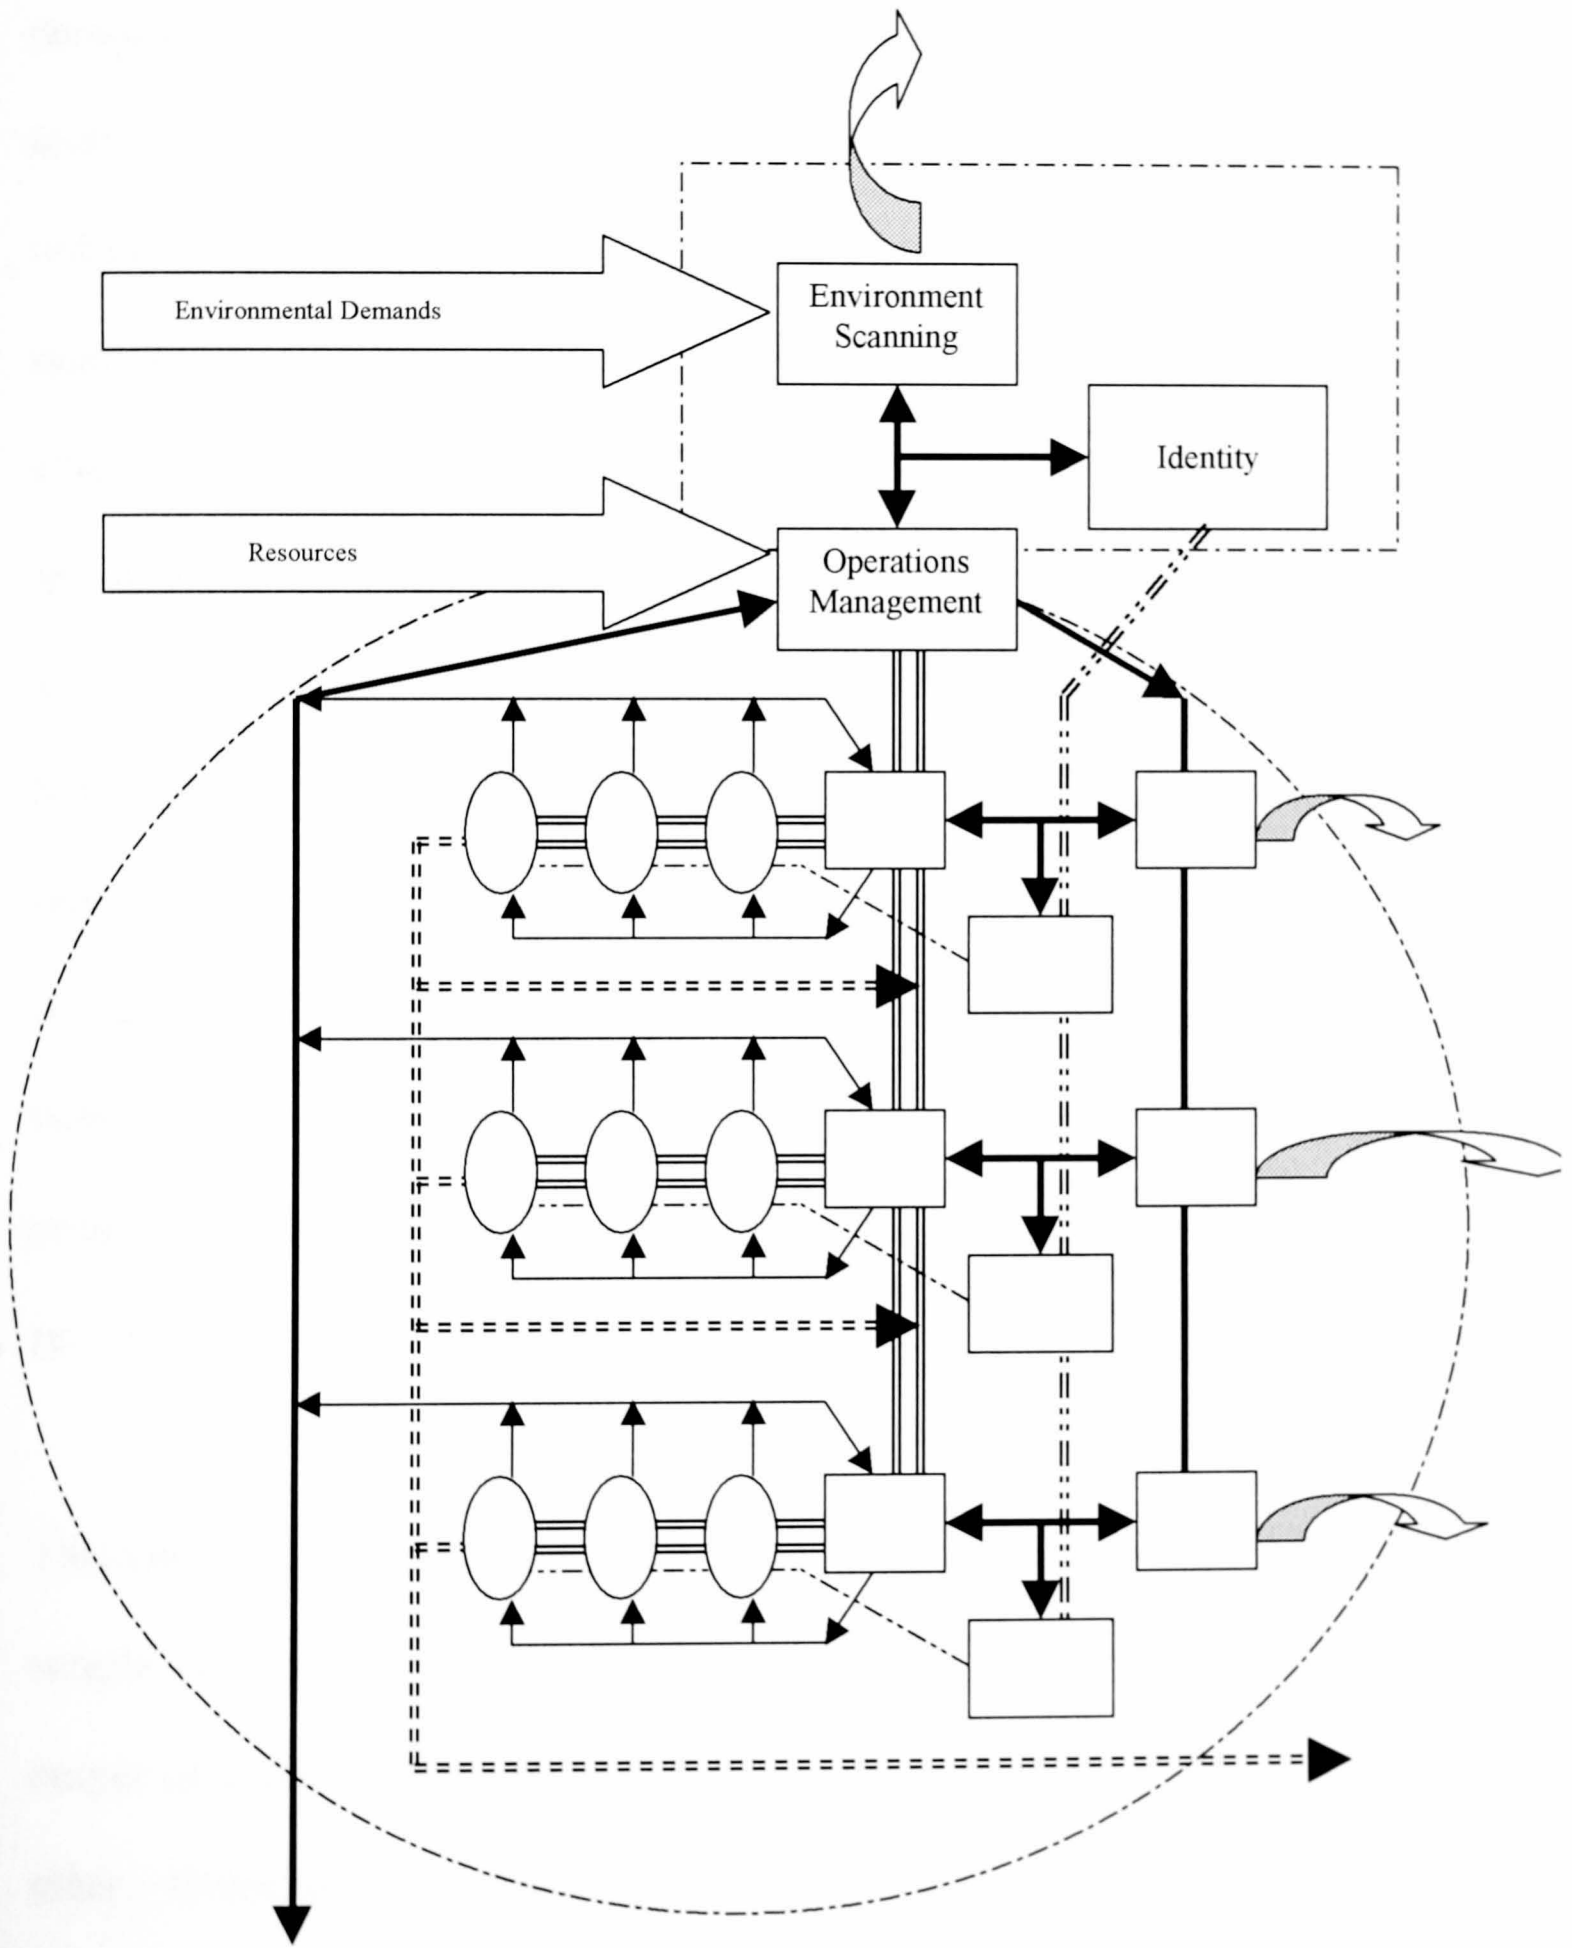 Environmental Demands
Environment
Scanning
Identity
Resources
Operations
Management